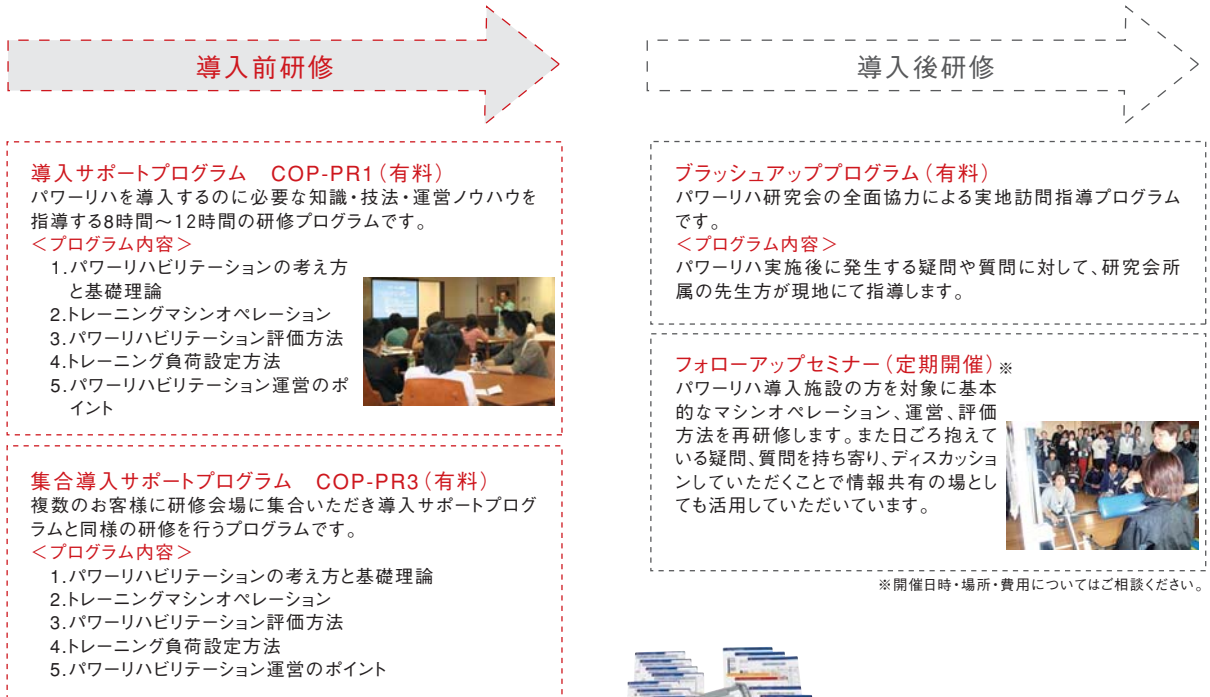 導入前研修
導入サポートプログラム　COP-PR1（有料）
パワーリハを導入するのに必要な知識・技法・運営ノウハウを
指導する8時間～12時間の研修プログラムです。
＜プログラム内容＞
1.パワーリハビリテーションの考え方
と基礎理論
2.トレーニングマシンオペレーション
3.パワーリハビリテーション評価方法
4.トレーニング負荷設定方法
5.パワーリハビリテーション運営のポ
イント
集合導入サポートプログラム　COP-PR3（有料）
複数のお客様に研修会場に集合いただき導入サポートプログ
ラムと同様の研修を行うプログラムです。
＜プログラム内容＞
1.パワーリハビリテーションの考え方と基礎理論
2.トレーニングマシンオペレーション
3.パワーリハビリテーション評価方法
4.トレーニング負荷設定方法
5.パワーリハビリテーション運営のポイント
導入後研修
ブラッシュアッププログラム（有料）
パワーリハ研究会の全面協力による実地訪問指導プログラム
です。
＜プログラム内容＞
パワーリハ実施後に発生する疑問や質問に対して、研究会所
属の先生方が現地にて指導します。
フォローアップセミナー（定期開催）※
パワーリハ導入施設の方を対象に基本
的なマシンオペレーション、運営、評価
方法を再研修します。また日ごろ抱えて
いる疑問、質問を持ち寄り、ディスカッショ
ンしていただくことで情報共有の場とし
ても活用していただいています。
※開催日時・場所・費用についてはご相談ください。